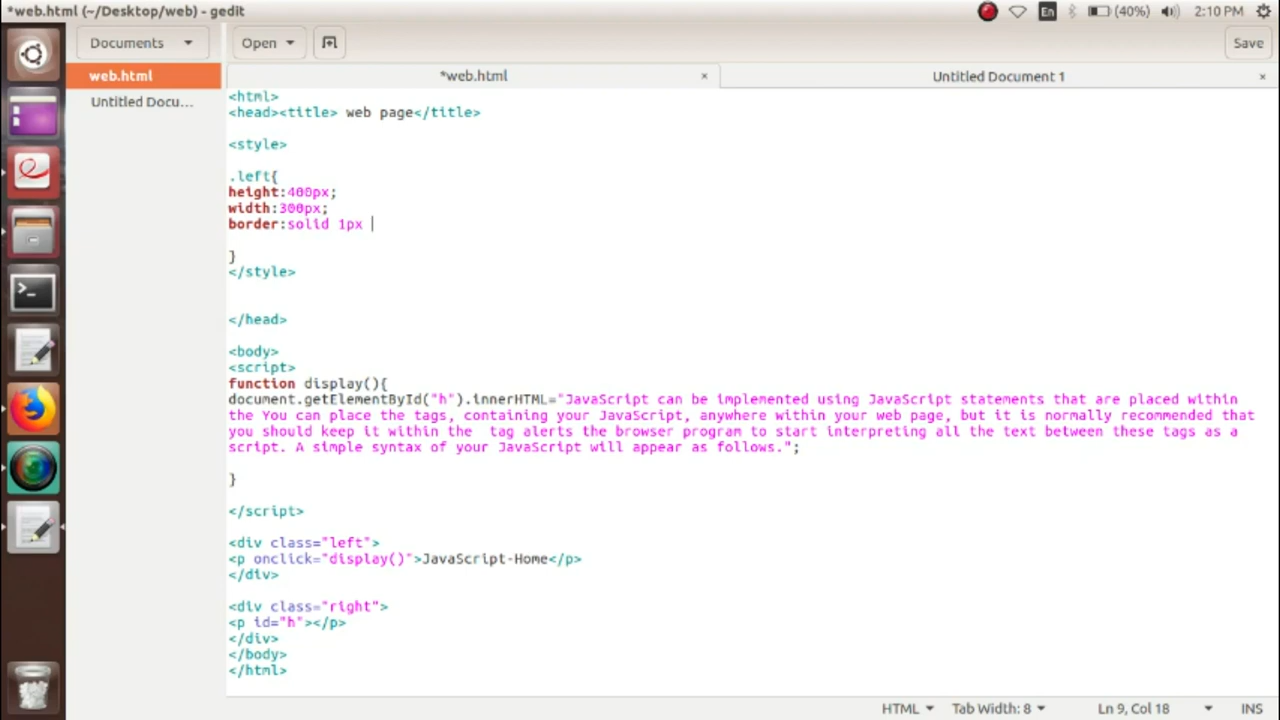 *web.html (~/Desktop/web) - gedit
En
(40%)
2:10 PM
Documents
Open
Save
web.html
*web.html
×
Untitled Document 1
×
Untitled Docu...
<html>
<head><title> web page</title>
<style>
.left{
height:400px;
width:300px;
border:solid 1px
}
</style>
</head>
<body>
<script>
function display(){
document.getElementById("h").innerHTML="JavaScript can be implemented using JavaScript statements that are placed within
the You can place the tags, containing your JavaScript, anywhere within your web page, but it is normally recommended that
you should keep it within the  tag alerts the browser program to start interpreting all the text between these tags as a
script. A simple syntax of your JavaScript will appear as follows.";
}
</script>
<div class="left">
<p onclick="display()">JavaScript-Home</p>
</div>
<div class="right">
<p id="h"></p>
</div>
</body>
</html>
HTML
Tab Width: 8
Ln 9, Col 18
INS